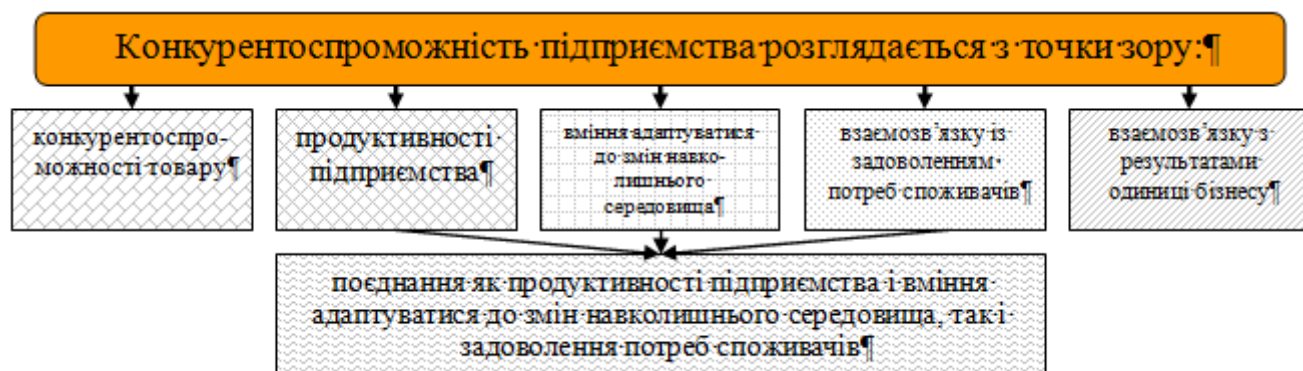 Конкурентоспроможність·підприємства·розглядається·з·точки·зору:¶
конкурентоспро-
можності·товару¶
продуктивності·
підприємства¶
вміння·адаптуватися·
до·змін·навко-
лишнього·
середовища¶
взаємозв’язку·із·
задоволенням·
потреб·споживачів¶
взаємозв’язку·з·
результатами·
одиниці·бізнесу¶
поєднання·як·продуктивності·підприємства·і·вміння·
адаптуватися·до·змін·навколишнього·середовища,·так·і·
задоволення·потреб·споживачів¶